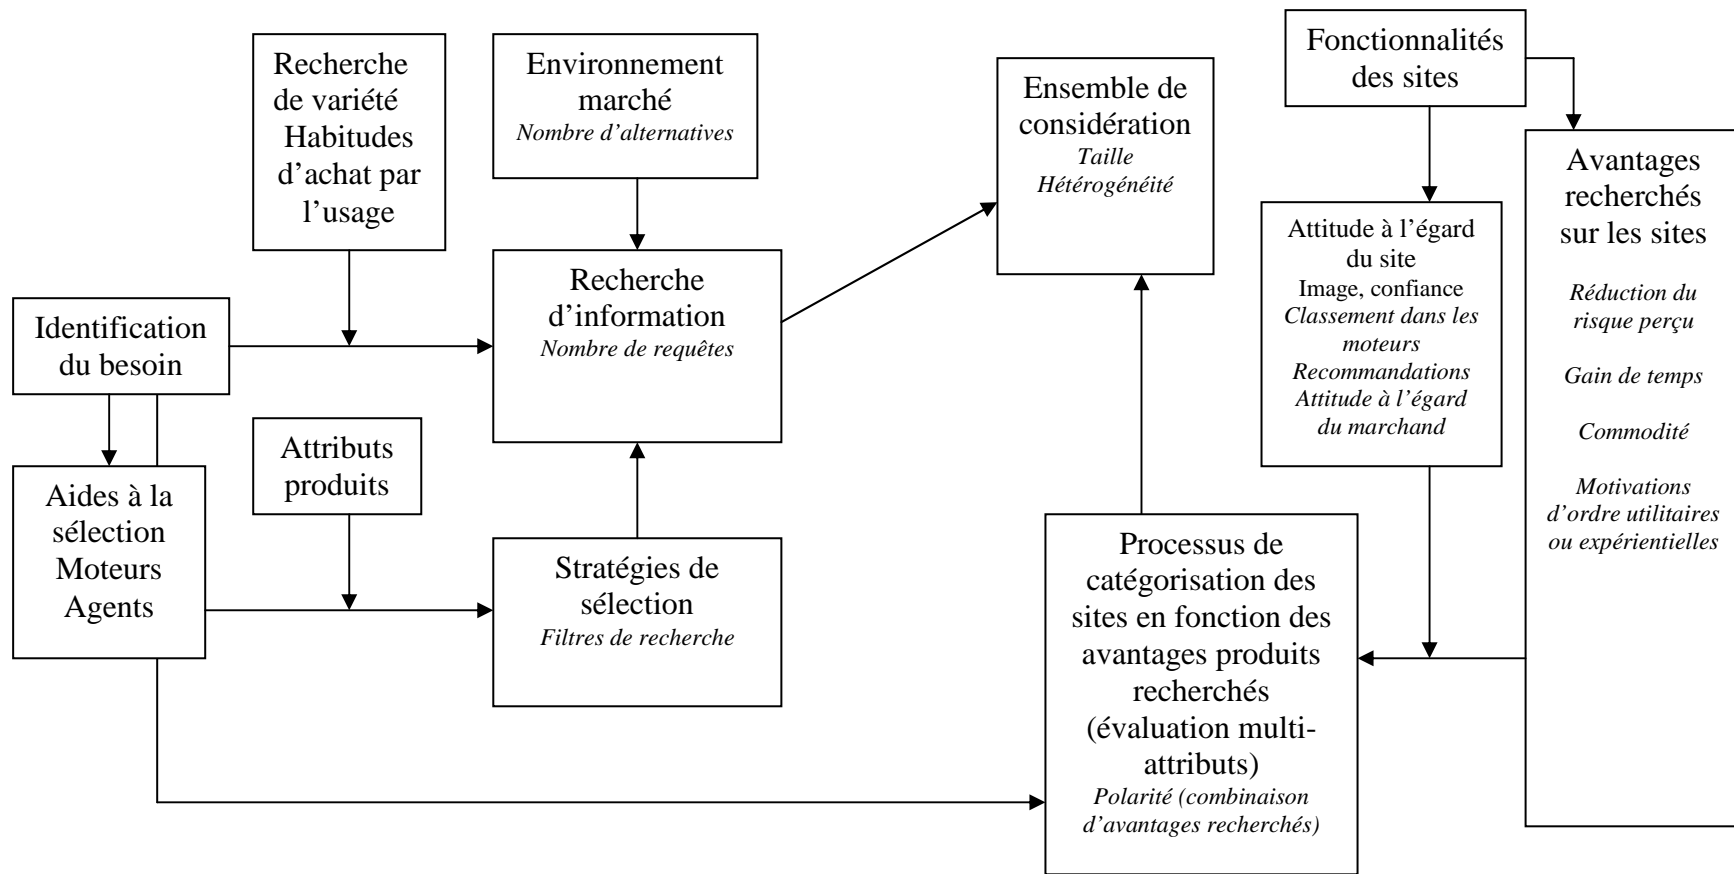 Recherche
de variété
Habitudes
d’achat par
l’usage
Environnement
marché
Nombre d’alternatives
Ensemble de
considération
Taille
Hétérogénéité
Fonctionnalités
des sites
Avantages
recherchés
sur les sites
Réduction du
risque perçu
Gain de temps
Commodité
Motivations
d’ordre utilitaires
ou expérientielles
Attitude à l’égard
du site
Image, confiance
Classement dans les
moteurs
Recommandations
Attitude à l’égard
du marchand
Identification
du besoin
Recherche
d’information
Nombre de requêtes
Attributs
produits
Aides à la
sélection
Moteurs
Agents
Stratégies de
sélection
Filtres de recherche
Processus de
catégorisation des
sites en fonction des
avantages produits
recherchés
(évaluation multi-
attributs)
Polarité (combinaison
d’avantages recherchés)